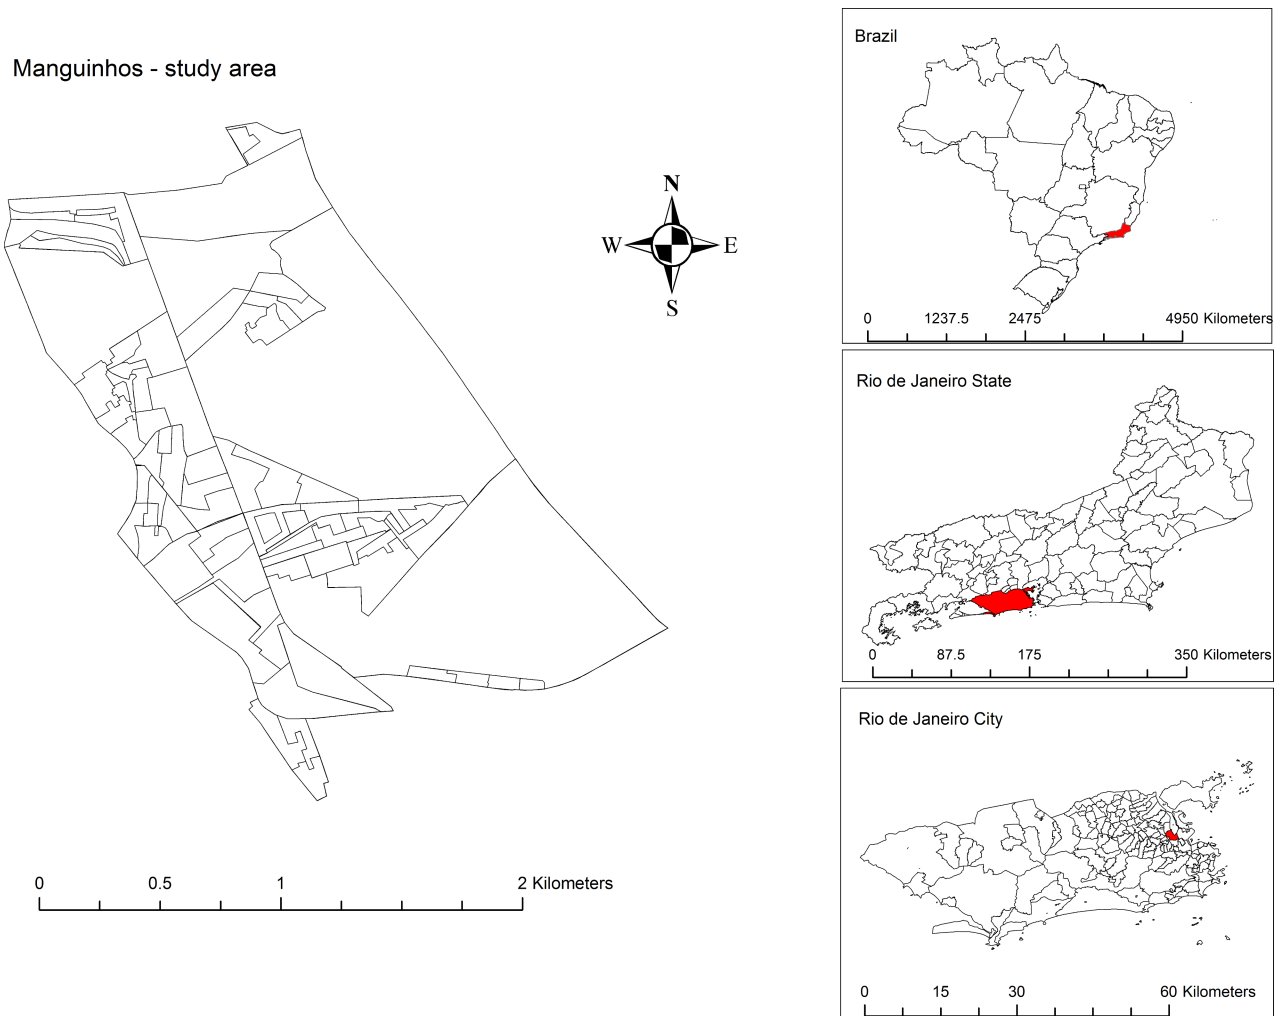 Manguinhos - study area
N
W E
S
0 0.5 1 2 Kilometers
Brazil
0 1237.5 2475 4950 Kilometers
Rio de Janeiro State
0 87.5 175 350 Kilometers
Rio de Janeiro City
0 15 30 60 Kilometers